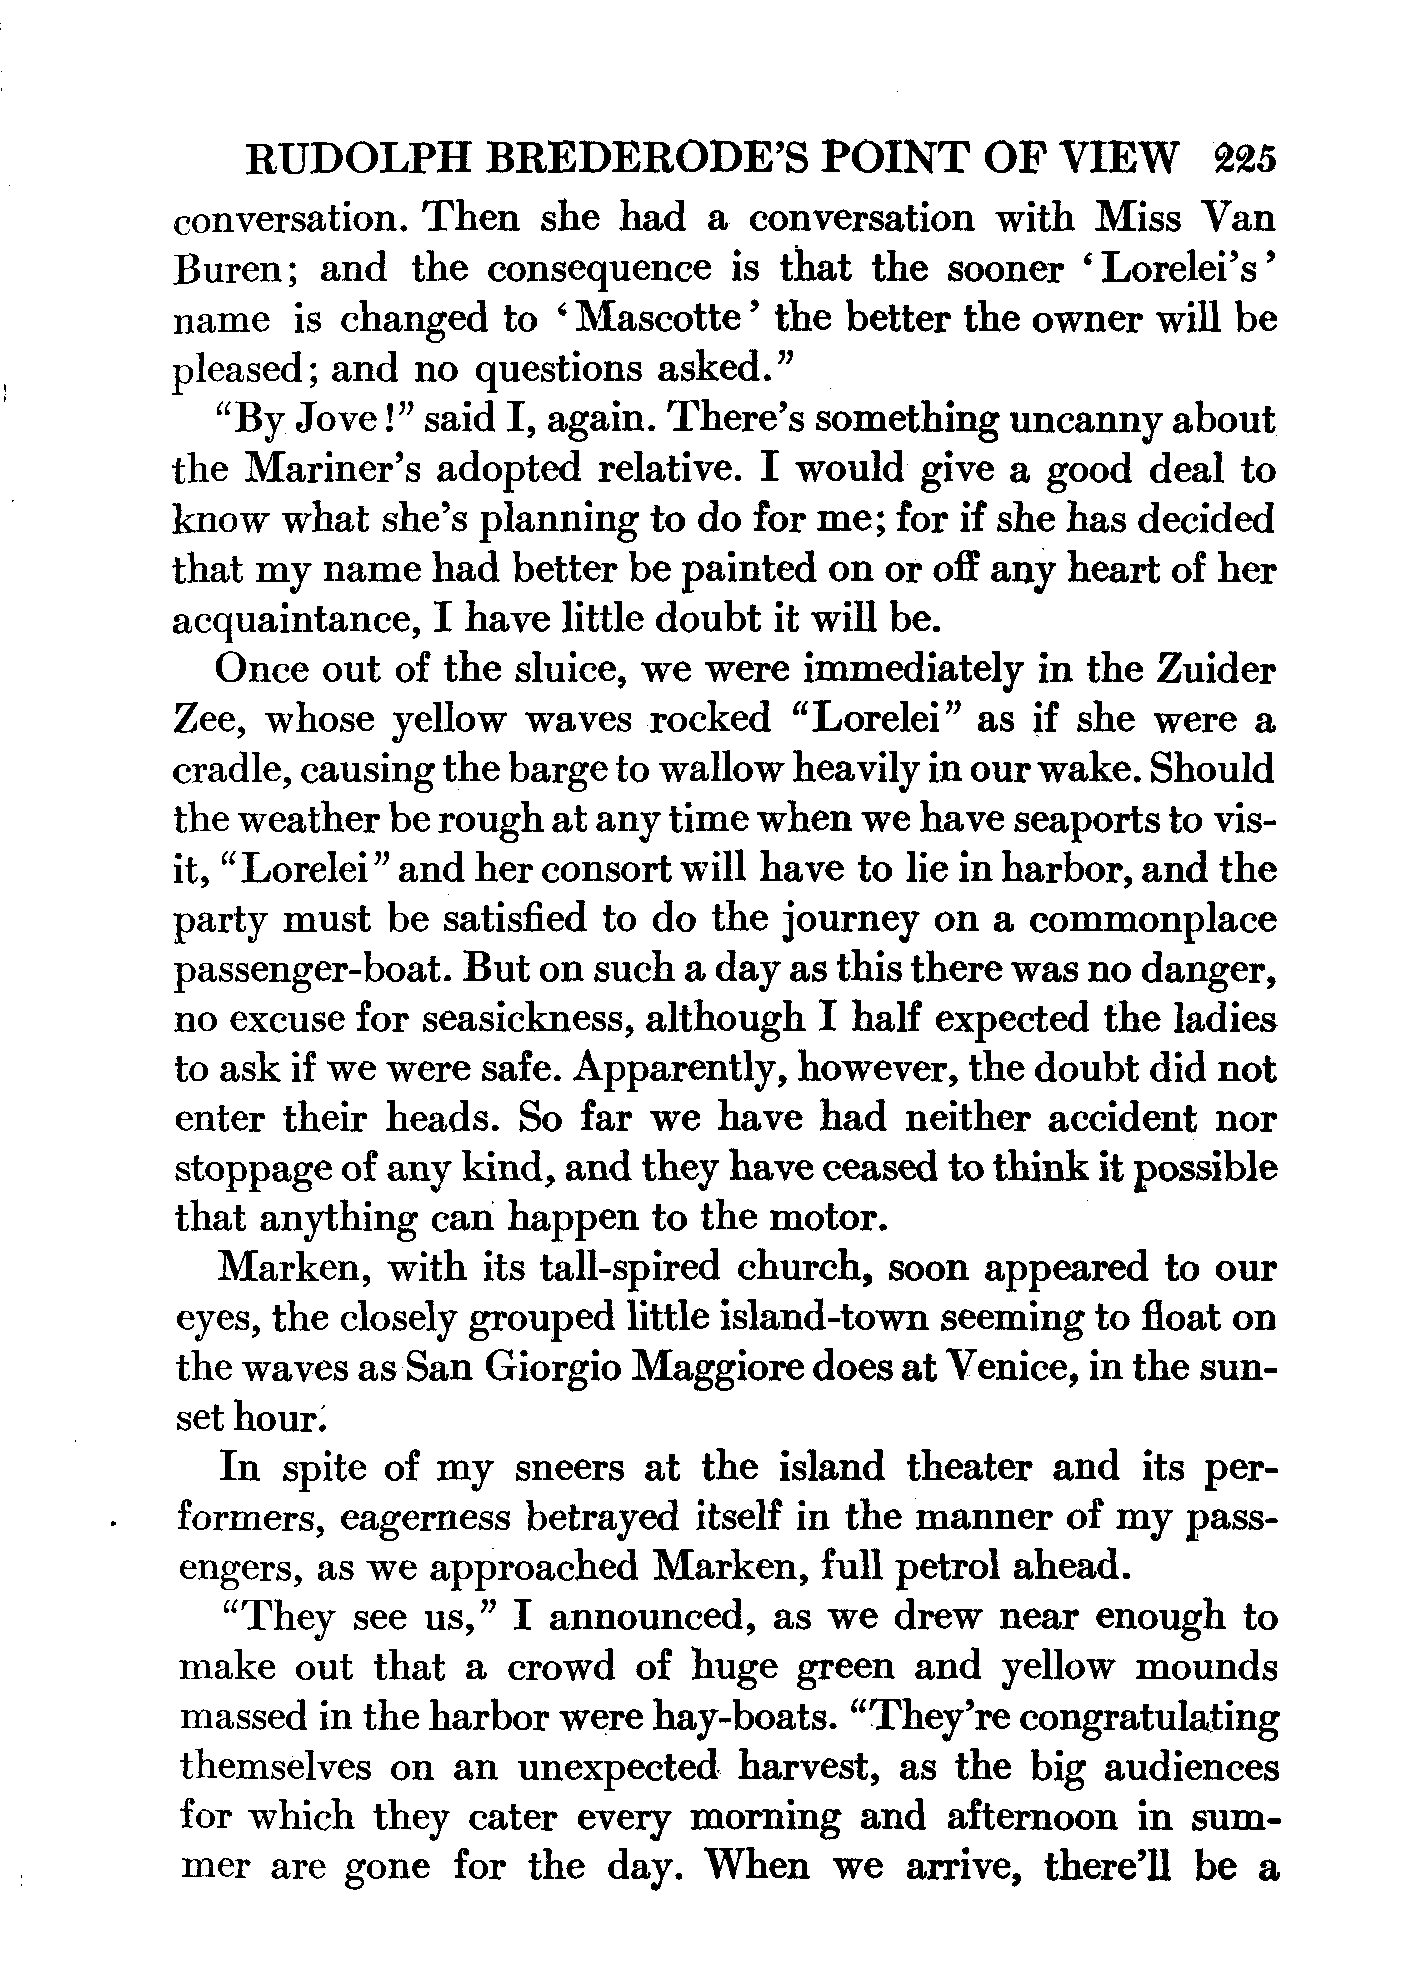 RUDOLPH BREDERODE'S POINT OF VIEW 225
conversation. Then she had a conversation with Miss Van
Buren; and the consequence is that the sooner 'Lorelei's'
name is changed to 'Mascotte' the better the owner will be
pleased; and no questions asked."
"By Jove!" said I, again. There's something uncanny about
the Mariner's adopted relative. I would give a good deal to
know what she's planning to do for me; for if she has decided
that my name had better be painted on or off any heart of her
acquaintance, I have little doubt it will be.
Once out of the sluice, we were immediately in the Zuider
Zee, whose yellow waves rocked "Lorelei" as if she were a
cradle, causing the barge to wallow heavily in our wake. Should
the weather be rough at any time when we have seaports to vis-
it, "Lorelei" and her consort will have to lie in harbor, and the
party must be satisfied to do the journey on a commonplace
passenger-boat. But on such a day as this there was no danger,
no excuse for seasickness, although I half expected the ladies
to ask if we were safe. Apparently, however, the doubt did not
enter their heads. So far we have had neither accident nor
stoppage of any kind, and they have ceased to think it possible
that anything can happen to the motor.
Marken, with its tall-spired church, soon appeared to our
eyes, the closely grouped little island-town seeming to float on
the waves as San Giorgio Maggiore does at Venice, in the sun-
set hour.
In spite of my sneers at the island theater and its per-
formers, eagerness betrayed itself in the manner of my pass-
engers, as we approached Marken, full petrol ahead.
"They see us," I announced, as we drew near enough to
make out that a crowd of huge green and yellow mounds
massed in the harbor were hay-boats. "They're congratulating
themselves on an unexpected harvest, as the big audiences
for which they cater every morning and afternoon in sum-
mer are gone for the day. When we arrive, there'll be a